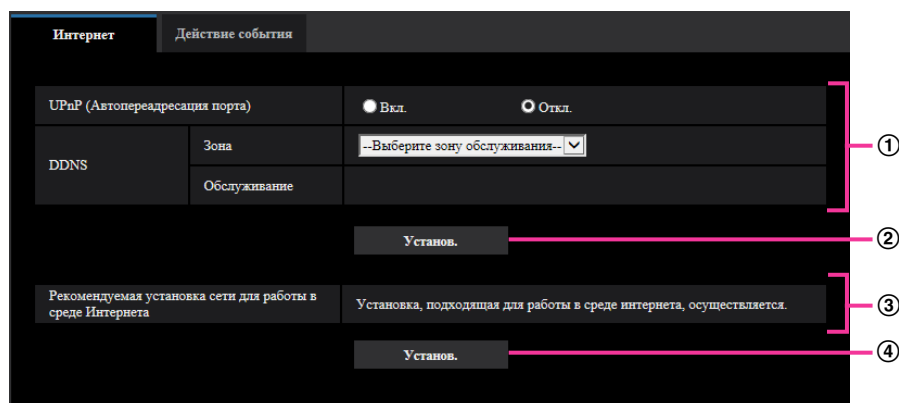 Интернет
Действие события
UPnP (Автопереадресация порта)
Вкл.
Откл.
DDNS
Зона
--Выберите зону обслуживания--
Обслуживание
①
Установ.
②
Рекомендуемая установка сети для работы в
среде Интернета
Установка, подходящая для работы в среде интернета, осуществляется.
③
Установ.
④